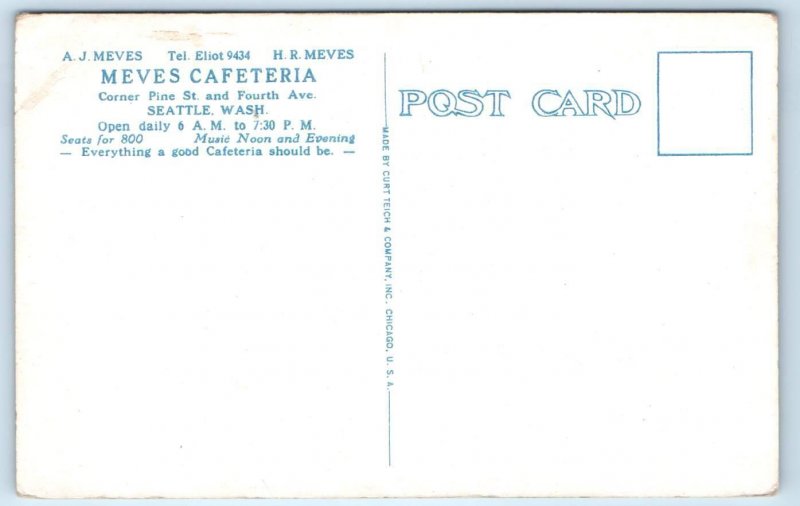 A. J. MEVES Tel. Eliot 9434 H. R. MEVES
MEVES CAFETERIA
Corner Pine St. and Fourth Ave.
SEATTLE, WASH.
Open daily 6 A. M. to 7:30 P. M.
Seats for 800 Music Noon and Evening
— Everything a good Cafeteria should be. —
MADE BY CURT TEICH & COMPANY, INC. CHICAGO, U. S. A.
POST CARD